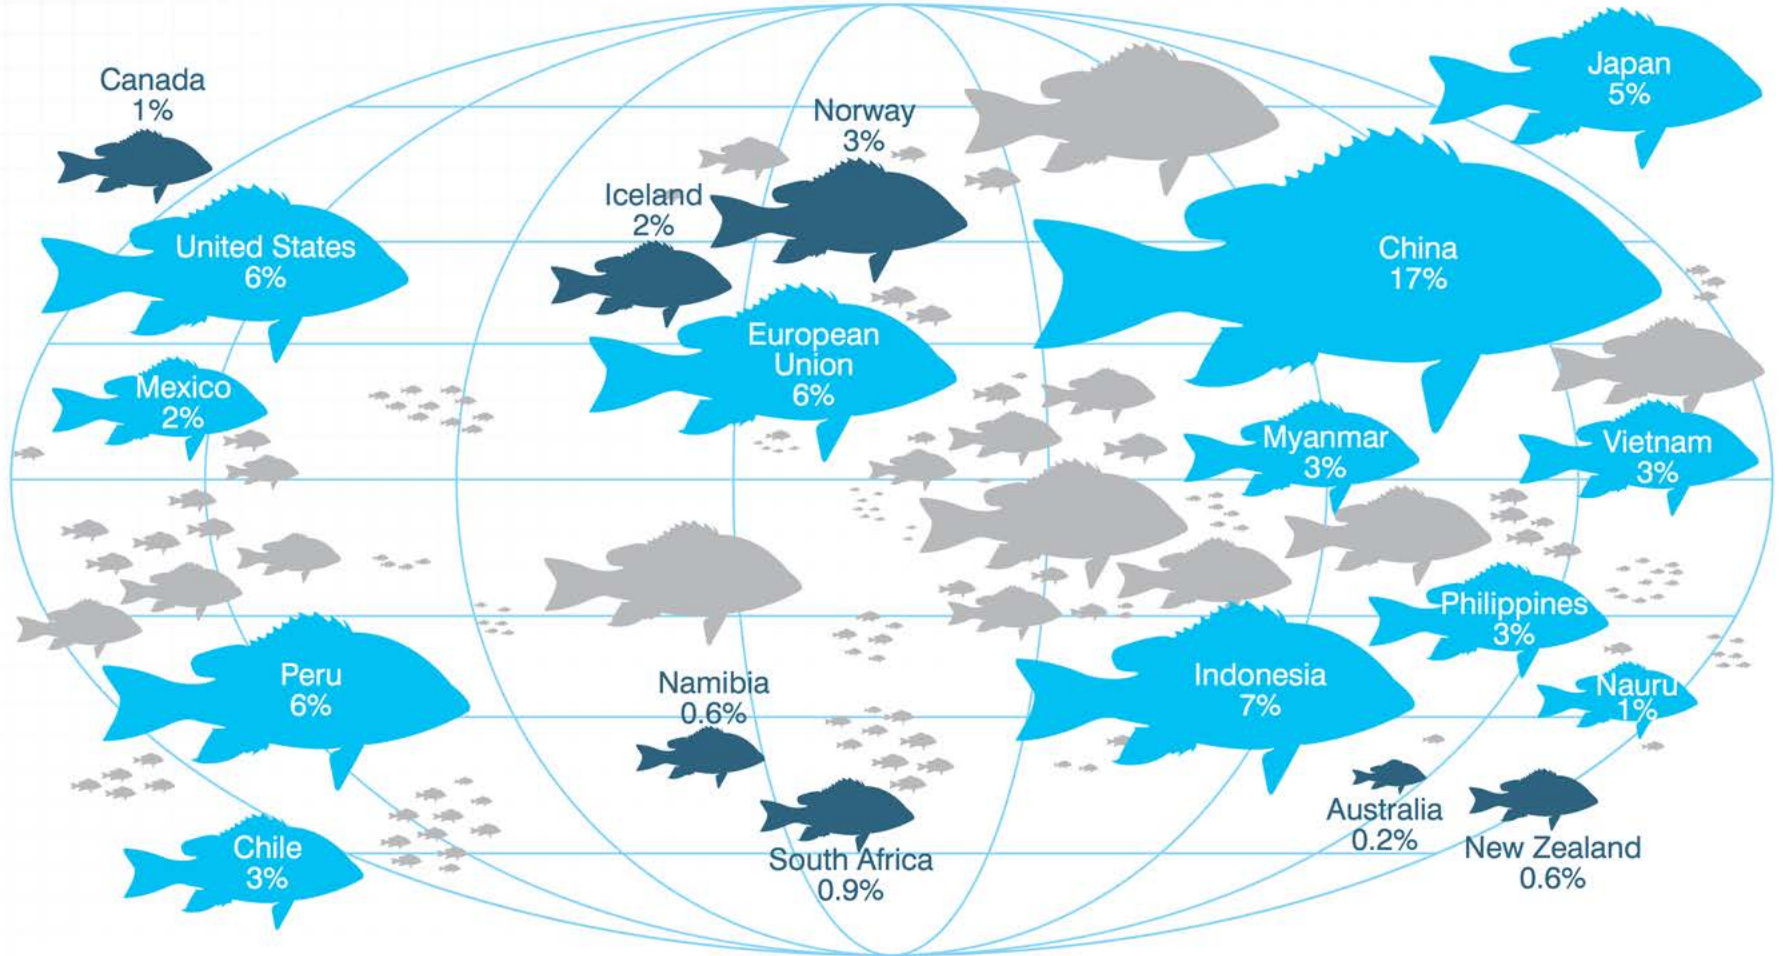 Canada
1%
Norway
3%
Japan
5%
Iceland
2%
United States
6%
China
17%
European
Union
6%
Mexico
2%
Myanmar
3%
Vietnam
3%
Philippines
3%
Peru
6%
Namibia
0.6%
Indonesia
7%
Nauru
1%
Australia
0.2%
New Zealand
0.6%
Chile
3%
South Africa
0.9%